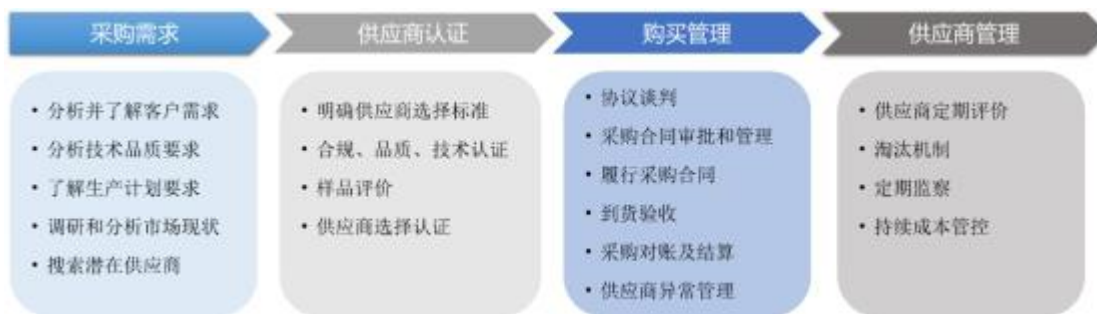 采购需求
供应商认证
购买管理
供应商管理
• 分析并了解客户需求
• 分析技术品质要求
• 了解生产计划要求
• 调研和分析市场现状
• 搜索潜在供应商
• 明确供应商选择标准
• 合规、品质、技术认证
• 样品评价
• 供应商选择认证
• 协议谈判
• 采购合同审批和管理
• 履行采购合同
• 到货验收
• 采购对账及结算
• 供应商异常管理
• 供应商定期评价
• 淘汰机制
• 定期监察
• 持续成本管控